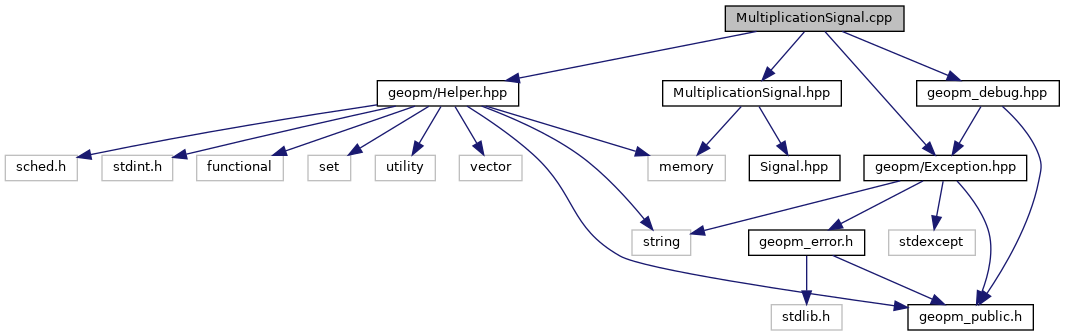 MultiplicationSignal.cpp
geopm/Helper.hpp
MultiplicationSignal.hpp
geopm_debug.hpp
sched.h
stdint.h
functional
set
utility
vector
memory
Signal.hpp
geopm/Exception.hpp
string
geopm_error.h
stdexcept
stdlib.h
geopm_public.h